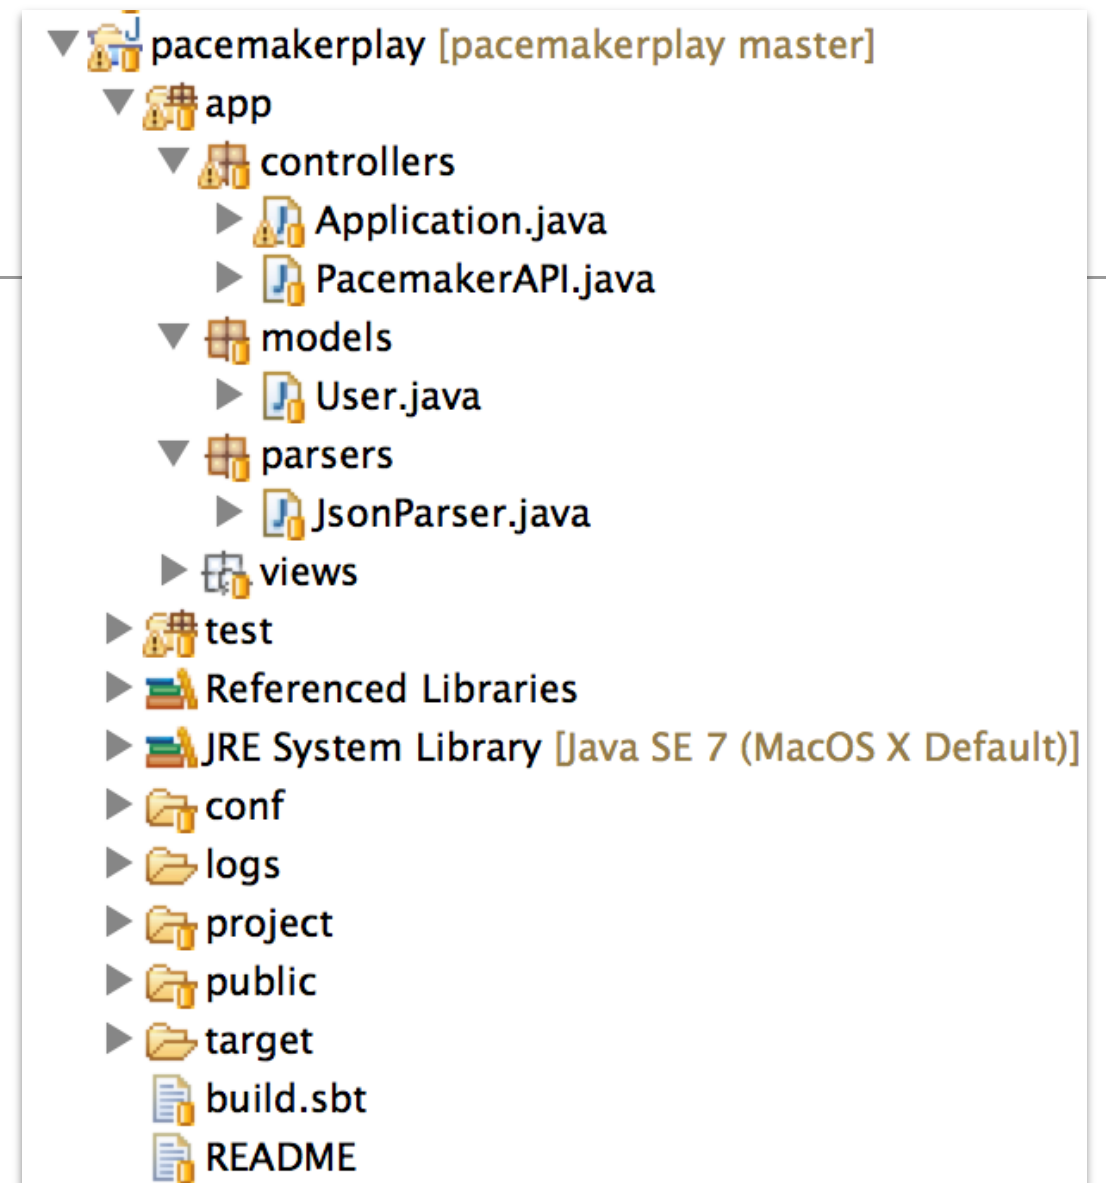 pacemakerplay [pacemakerplay master]
app
controllers
Application.java
PacemakerAPI.java
models
User.java
parsers
JsonParser.java
views
test
Referenced Libraries
JRE System Library [Java SE 7 (MacOS X Default)]
conf
logs
project
public
target
build.sbt
README